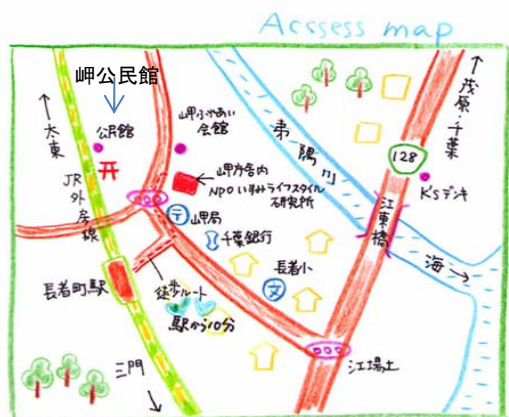 Acssess map
岬公民館
↑
太東
公民館
岬ふれあい
会館
夷隅川
↑
茂原・千葉
128
K'sデンキ
岬庁舎内
NPOいすみライフスタイル
研究所
JR外房線
〒 岬局
千葉銀行
江東橋
海→
長者小
文
長者町駅
徒歩ルート
駅から10分
三門
江場土